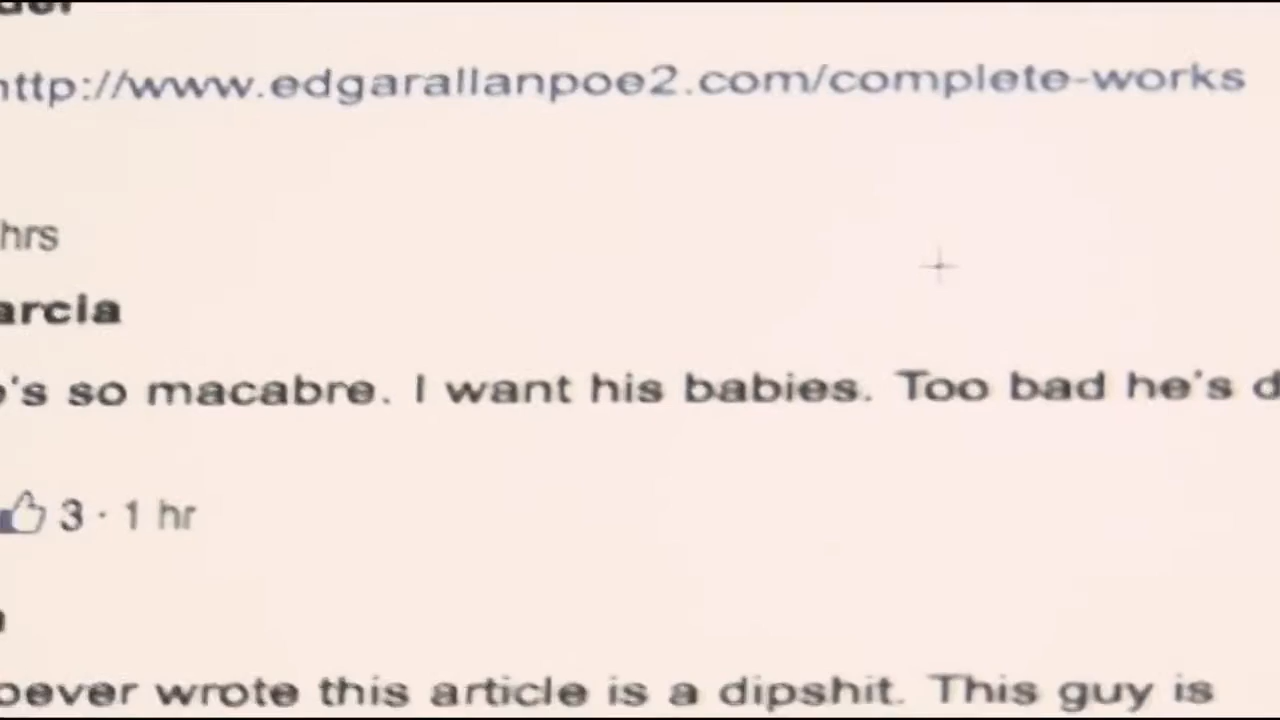 http://www.edgarallanpoe2.com/complete-works
hrs
arcia
's so macabre. I want his babies. Too bad he's d
3 · 1 hr
oever wrote this article is a dipshit. This guy is